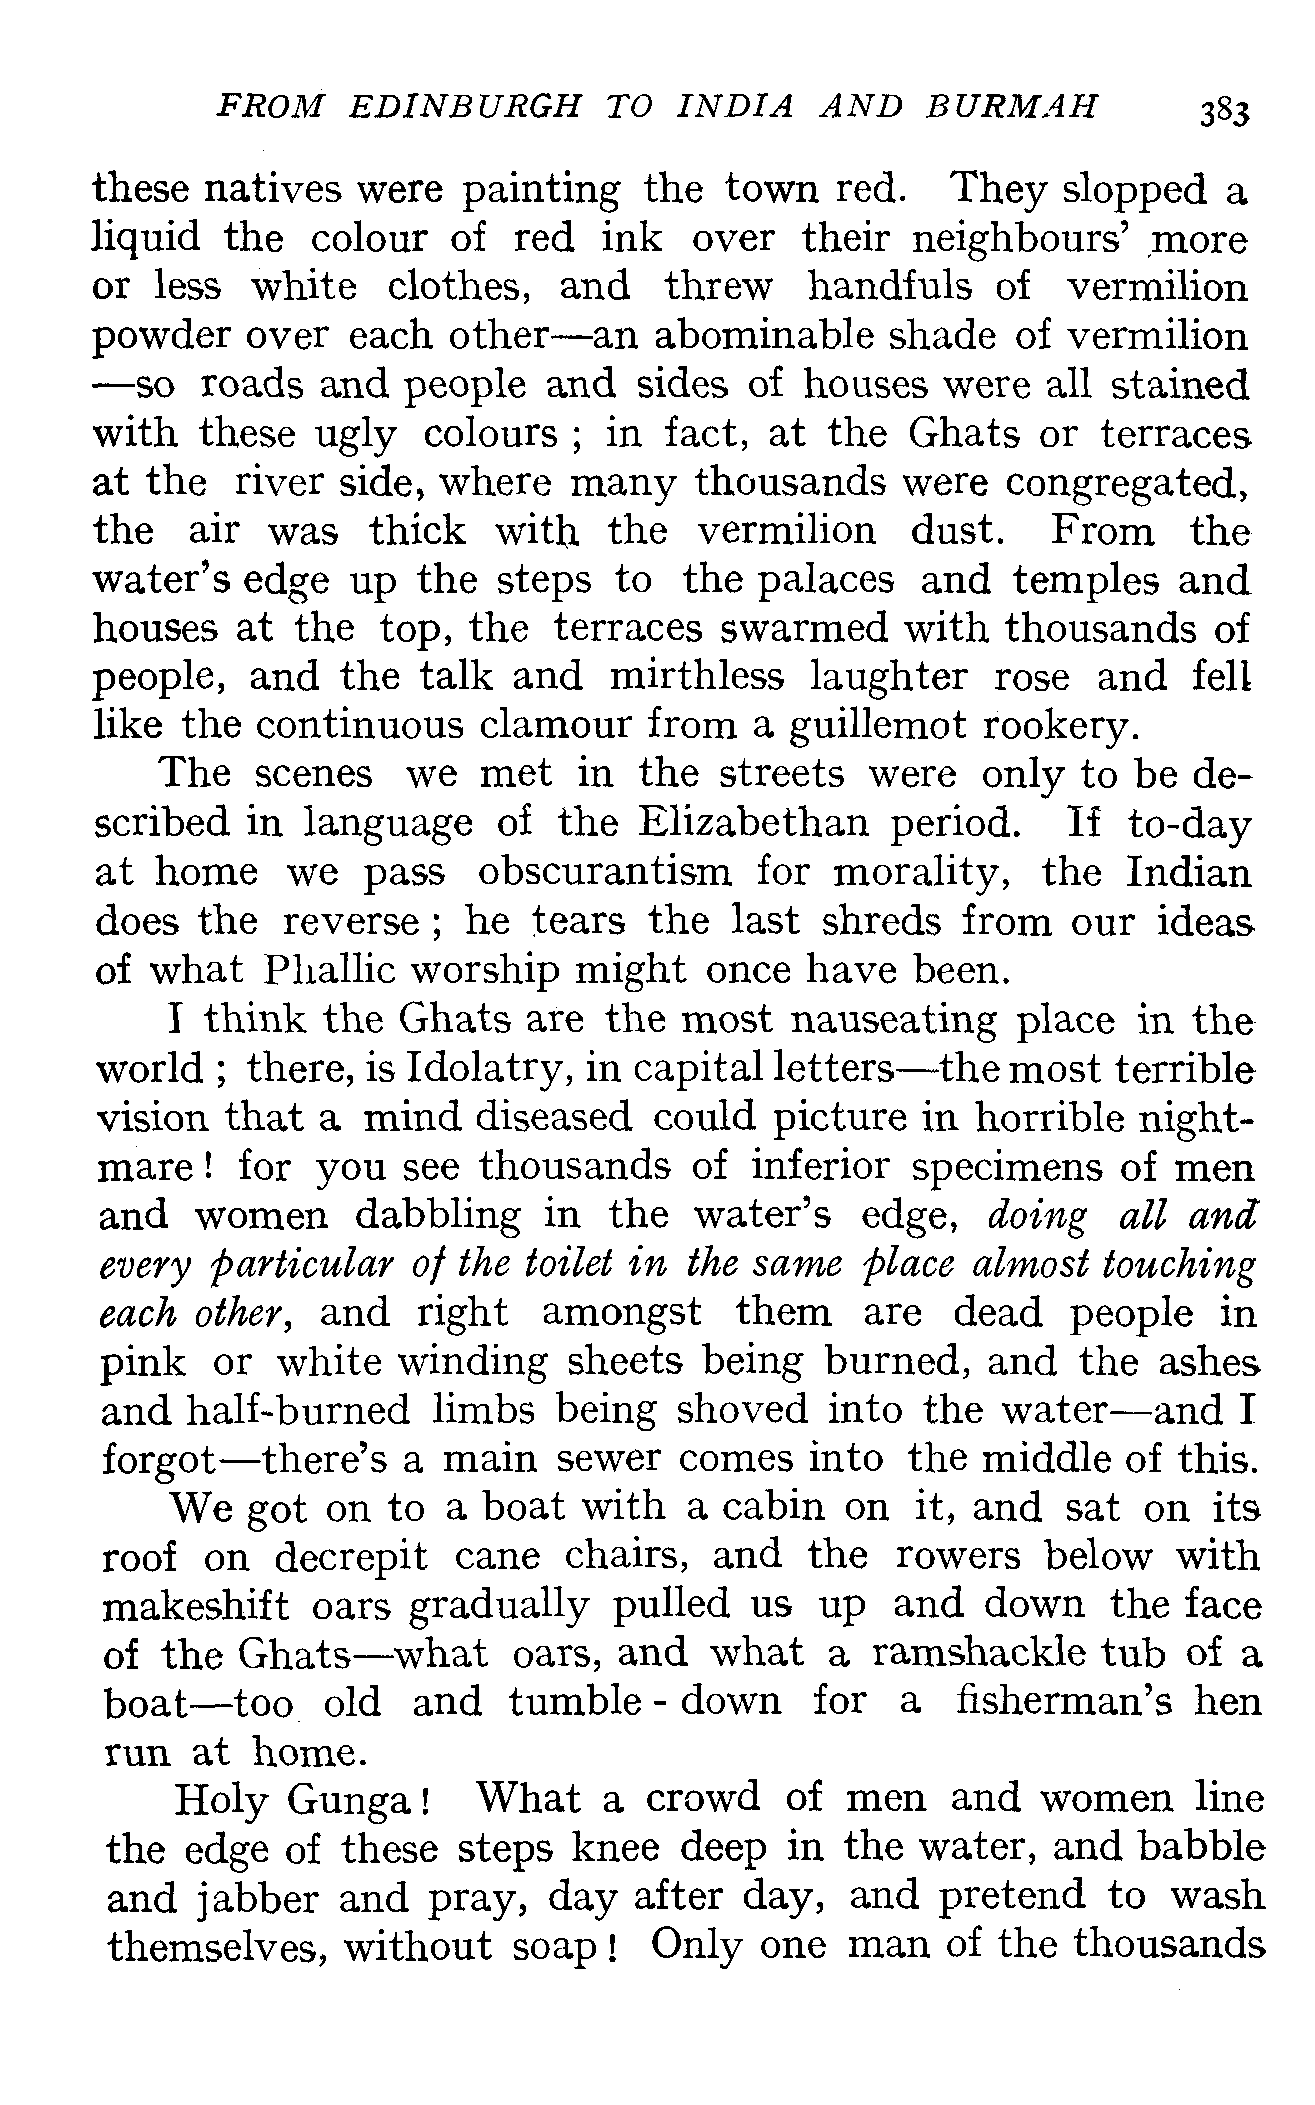 FROM EDINBURGH TO INDIA AND BURMAH 383
these natives were painting the town red. They slopped a
liquid the colour of red ink over their neighbours' more
or less white clothes, and threw handfuls of vermilion
powder over each other—an abominable shade of vermilion
—so roads and people and sides of houses were all stained
with these ugly colours ; in fact, at the Ghats or terraces
at the river side, where many thousands were congregated,
the air was thick with the vermilion dust. From the
water's edge up the steps to the palaces and temples and
houses at the top, the terraces swarmed with thousands of
people, and the talk and mirthless laughter rose and fell
like the continuous clamour from a guillemot rookery.
The scenes we met in the streets were only to be de-
scribed in language of the Elizabethan period. If to-day
at home we pass obscurantism for morality, the Indian
does the reverse ; he tears the last shreds from our ideas
of what Phallic worship might once have been.
I think the Ghats are the most nauseating place in the
world ; there, is Idolatry, in capital letters—the most terrible
vision that a mind diseased could picture in horrible night-
mare ! for you see thousands of inferior specimens of men
and women dabbling in the water's edge, doing all and
every particular of the toilet in the same place almost touching
each other, and right amongst them are dead people in
pink or white winding sheets being burned, and the ashes
and half-burned limbs being shoved into the water—and I
forgot—there's a main sewer comes into the middle of this.
We got on to a boat with a cabin on it, and sat on its
roof on decrepit cane chairs, and the rowers below with
makeshift oars gradually pulled us up and down the face
of the Ghats—what oars, and what a ramshackle tub of a
boat—too old and tumble - down for a fisherman's hen
run at home.
Holy Gunga ! What a crowd of men and women line
the edge of these steps knee deep in the water, and babble
and jabber and pray, day after day, and pretend to wash
themselves, without soap ! Only one man of the thousands